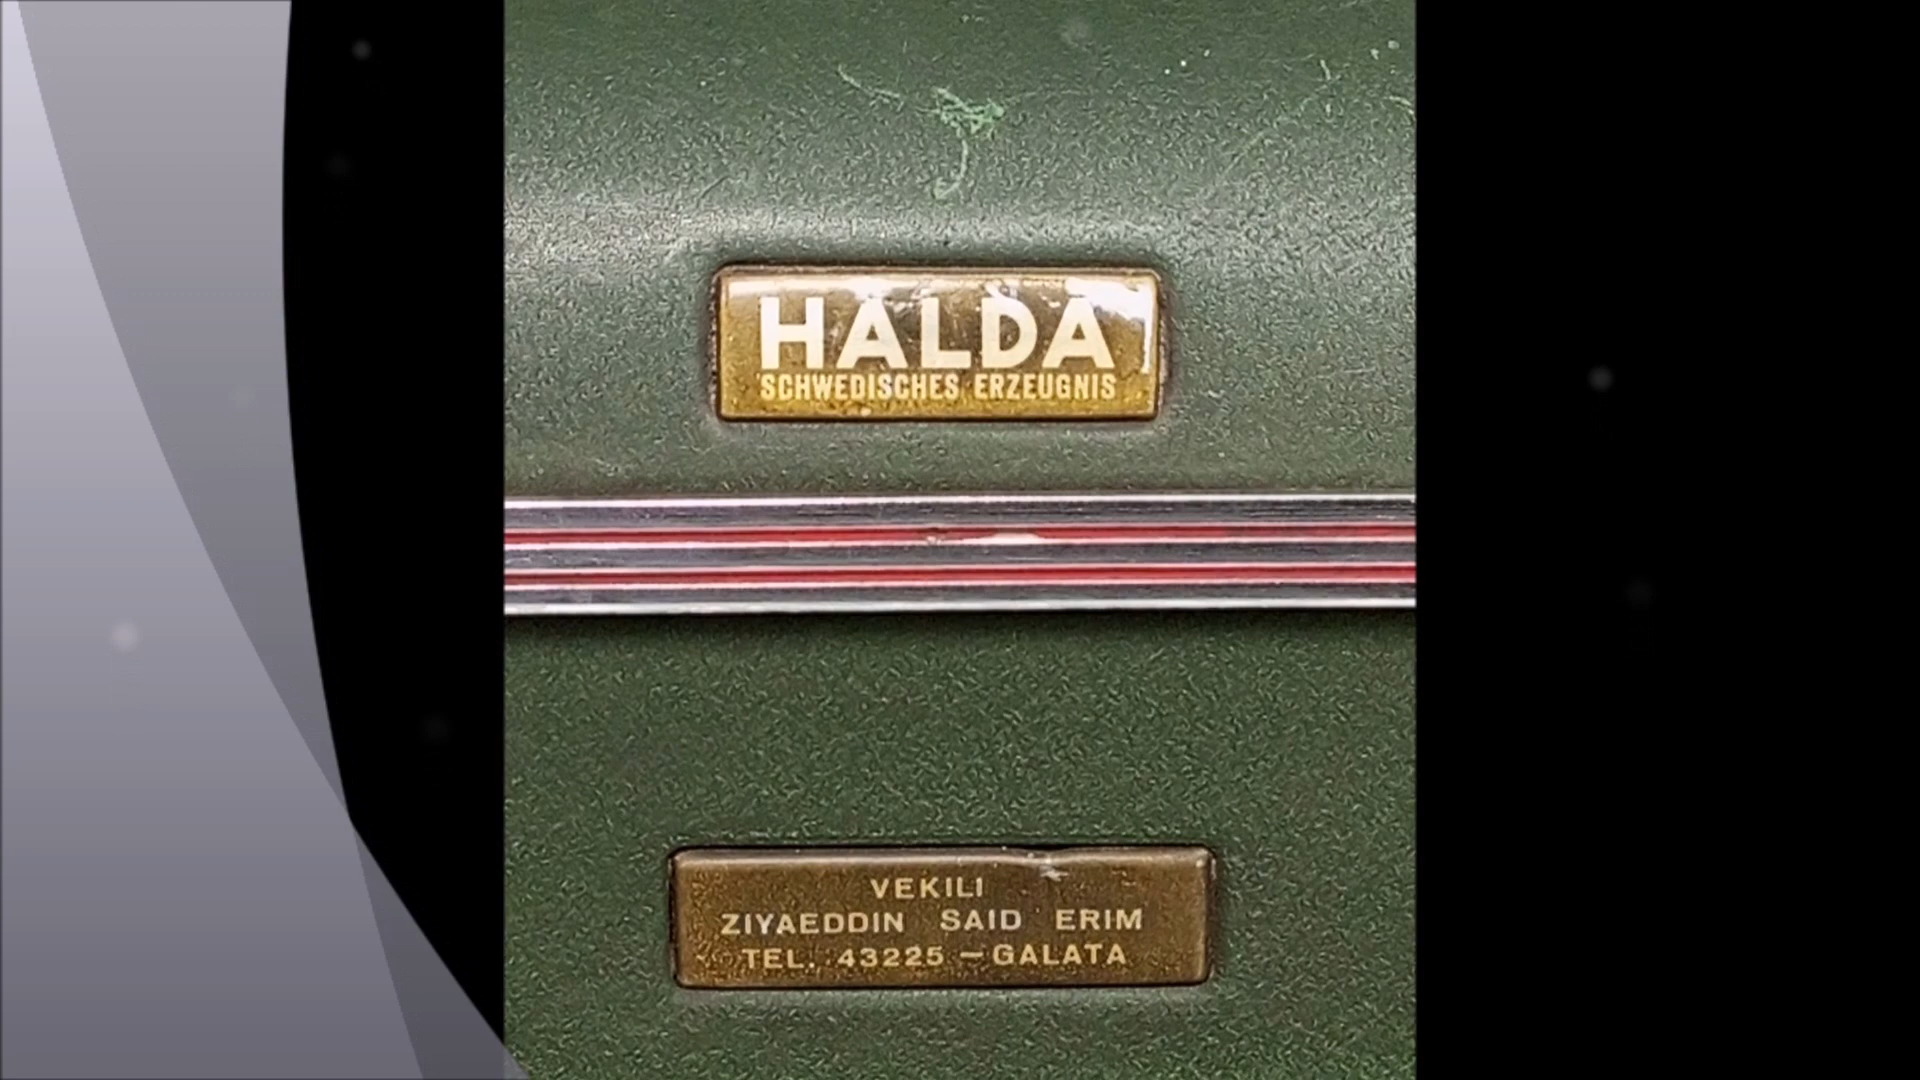 HALDA
SCHWEDISCHES ERZEUGNIS
VEKILI
ZIYAEDDIN SAID ERIM
TEL. 43225 — GALATA